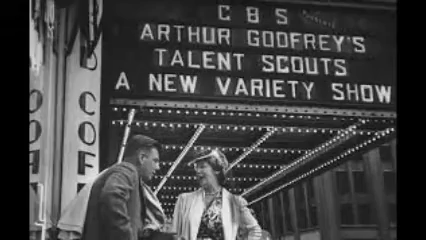 CBS
ARTHUR GODFREY'S
TALENT SCOUTS
A NEW VARIETY SHOW